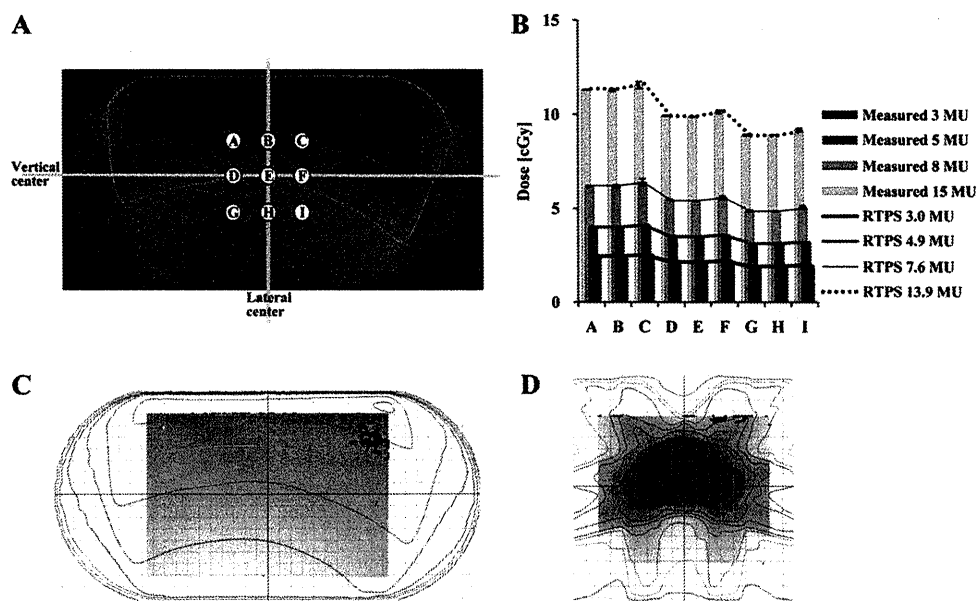 A
A B C
Vertical
center
D E F
G H I
Lateral
center
B
15
10
5
0
Dose [cGy]
A B C D E F G H I
Measured 3 MU
Measured 5 MU
Measured 8 MU
Measured 15 MU
RTPS 3.0 MU
RTPS 4.9 MU
RTPS 7.6 MU
RTPS 13.9 MU
C
D